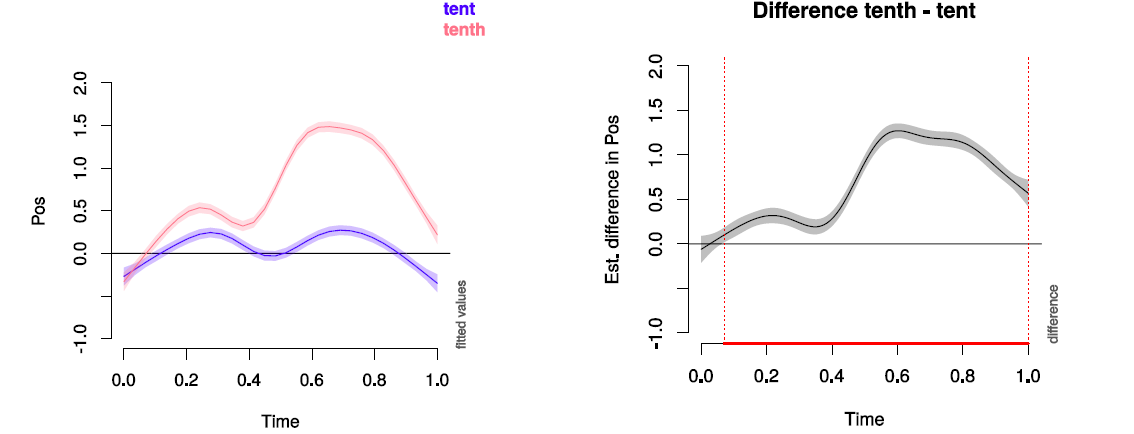 tent
tenth
Pos
2.0
1.5
1.0
0.5
0.0
-1.0
0.0 0.2 0.4 0.6 0.8 1.0
Time
fitted values
Difference tenth - tent
Est. difference in Pos
2.0
1.5
1.0
0.5
0.0
-1.0
0.0 0.2 0.4 0.6 0.8 1.0
Time
difference